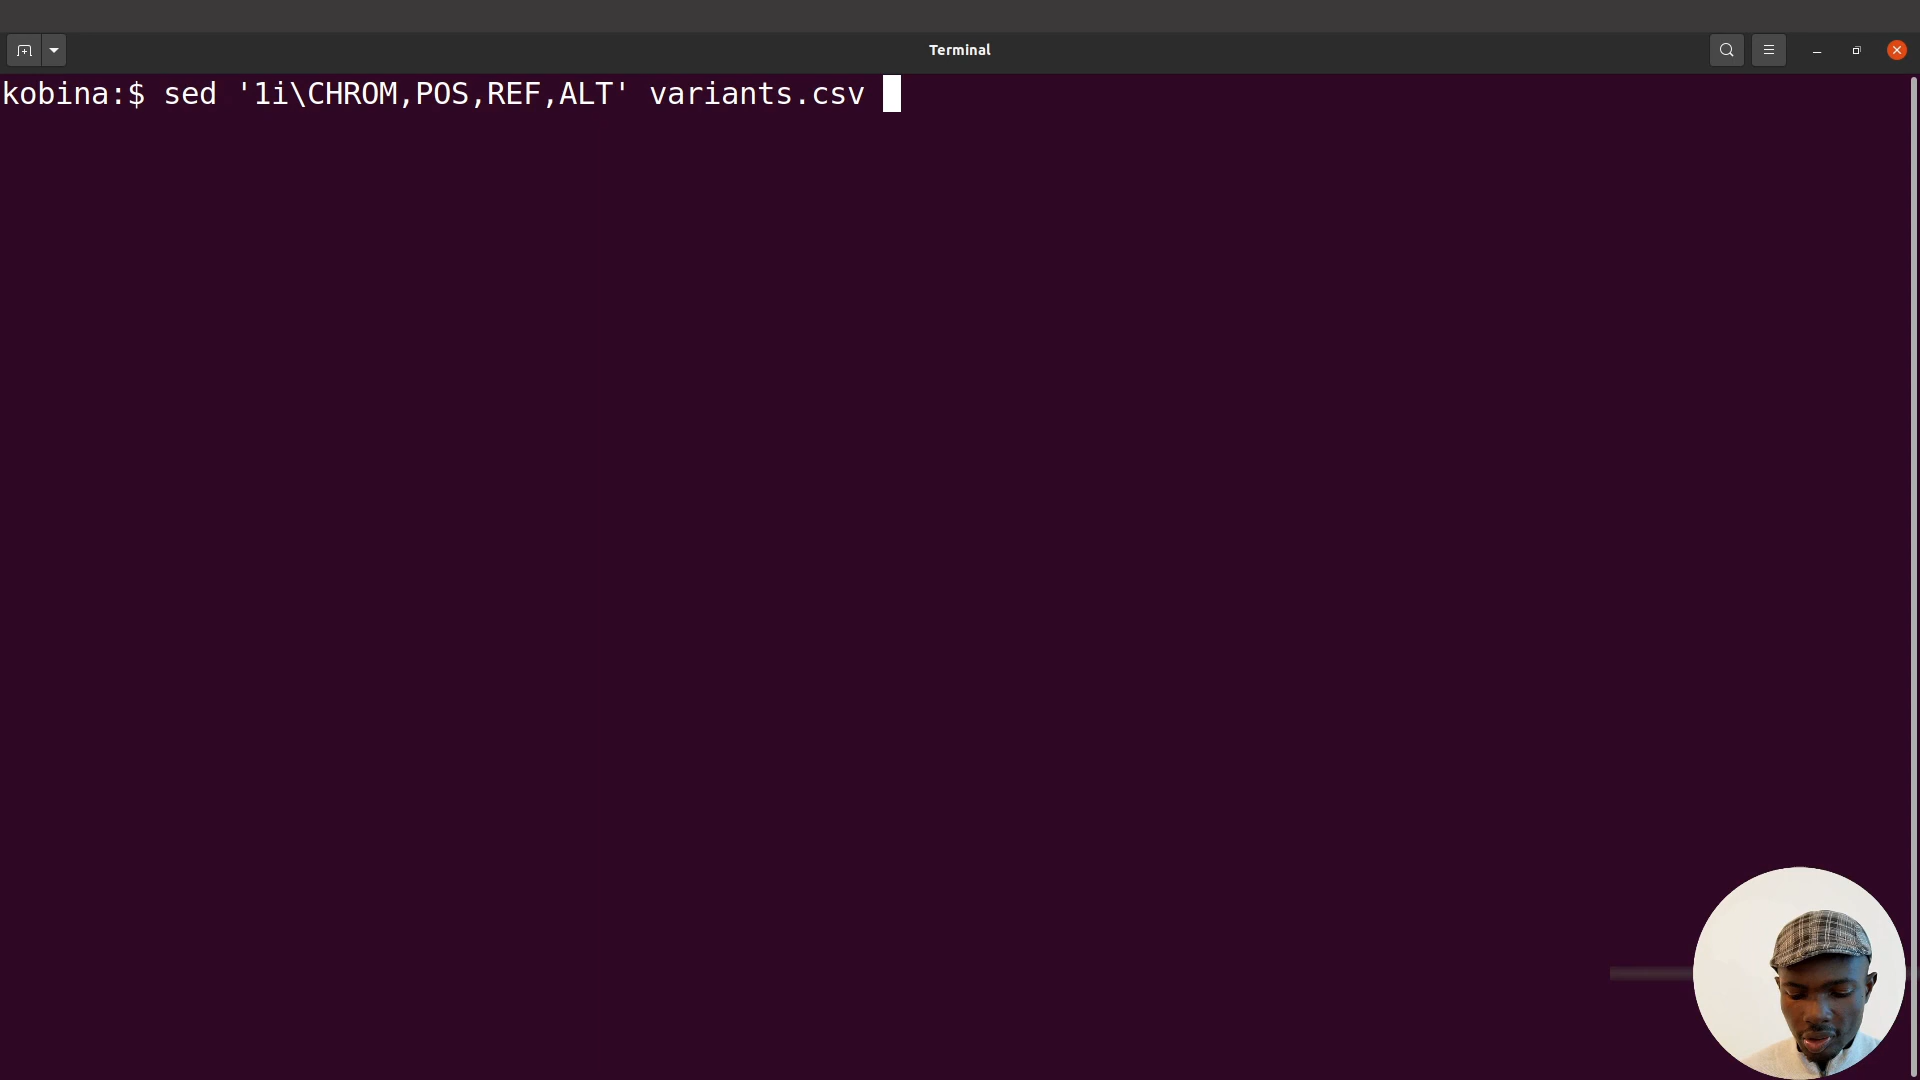 Terminal
kobina:$ sed '1i\CHROM,POS,REF,ALT' variants.csv